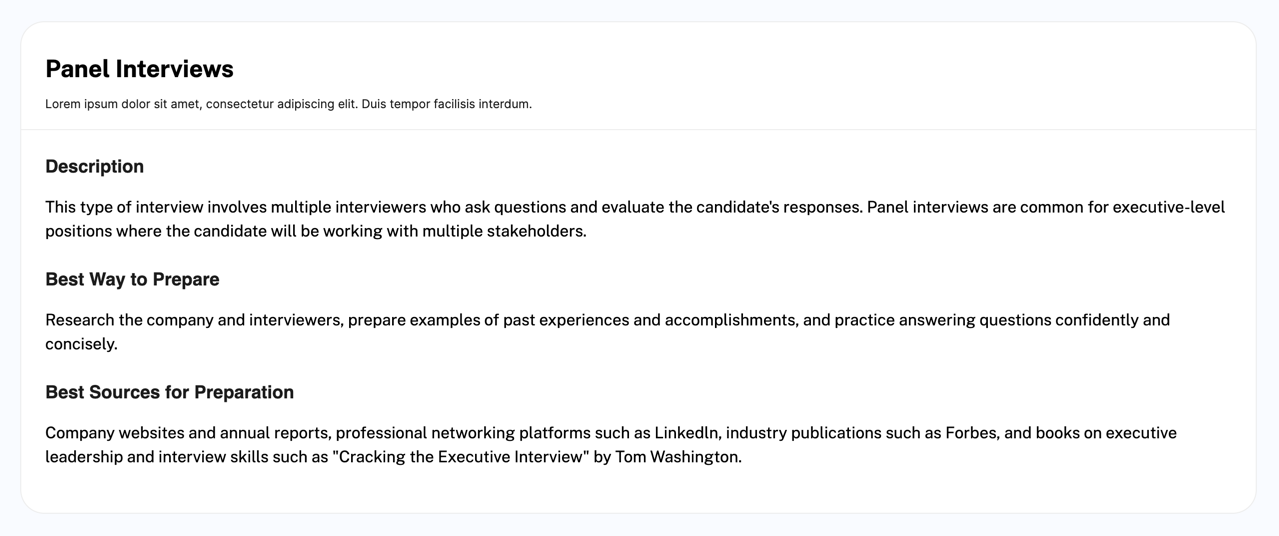 Panel Interviews
Lorem ipsum dolor sit amet, consectetur adipiscing elit. Duis tempor facilisis interdum.
Description
This type of interview involves multiple interviewers who ask questions and evaluate the candidate's responses. Panel interviews are common for executive-level
positions where the candidate will be working with multiple stakeholders.
Best Way to Prepare
Research the company and interviewers, prepare examples of past experiences and accomplishments, and practice answering questions confidently and
concisely.
Best Sources for Preparation
Company websites and annual reports, professional networking platforms such as LinkedIn, industry publications such as Forbes, and books on executive
leadership and interview skills such as "Cracking the Executive Interview" by Tom Washington.